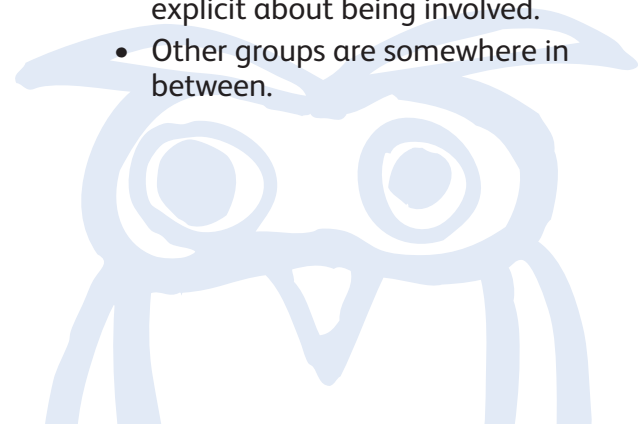 explicit about being involved.
• Other groups are somewhere in
between.